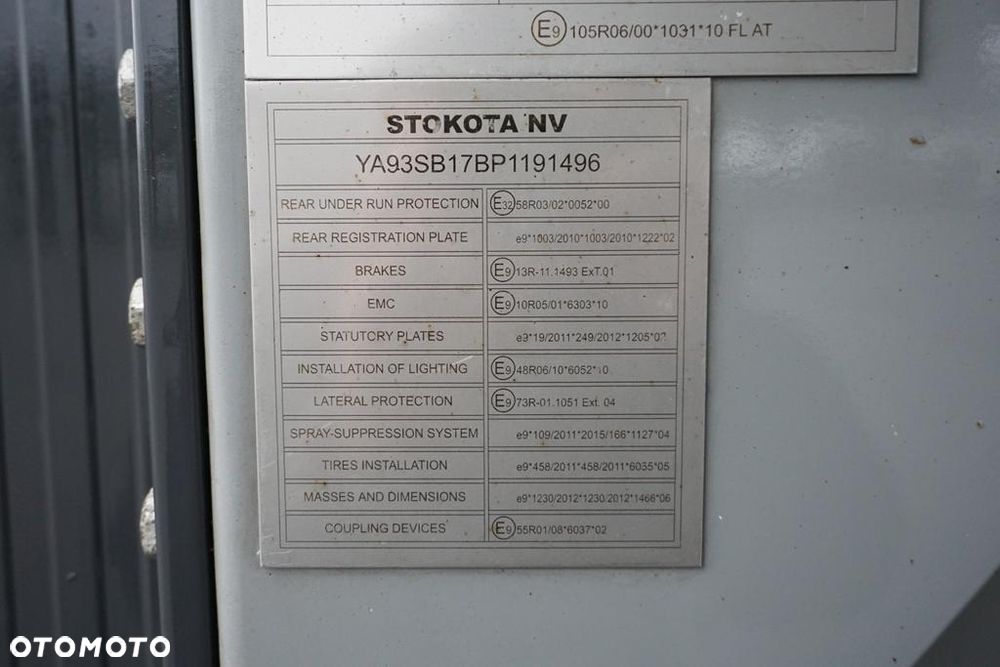 E9 105R06/00*1031*10 FL AT
STOKOTA NV
YA93SB17BP1191496
REAR UNDER RUN PROTECTION E32 58R03/02*0052*00
REAR REGISTRATION PLATE e9*1003/2010*1003/2010*1222*02
BRAKES E9 13R-11.1493 ExT.01
EMC E9 10R05/01*6303*10
STATUTORY PLATES e9*19/2011*249/2012*1205*02
INSTALLATION OF LIGHTING E9 48R06/10*6052*10
LATERAL PROTECTION E9 73R-01.1051 Ext. 04
SPRAY-SUPPRESSION SYSTEM e9*109/2011*2015/166*1127*04
TIRES INSTALLATION e9*458/2011*458/2011*6035*05
MASSES AND DIMENSIONS e9*1230/2012*1230/2012*1466*06
COUPLING DEVICES E9 55R01/08*6037*02
OTOMOTO